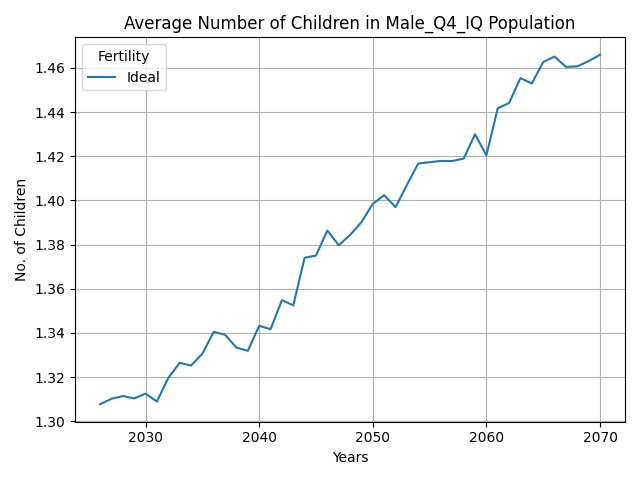 Average Number of Children in Male_Q4_IQ Population
Fertility
Ideal
No. of Children
1.46
1.44
1.42
1.40
1.38
1.36
1.34
1.32
1.30
2030
2040
2050
2060
2070
Years